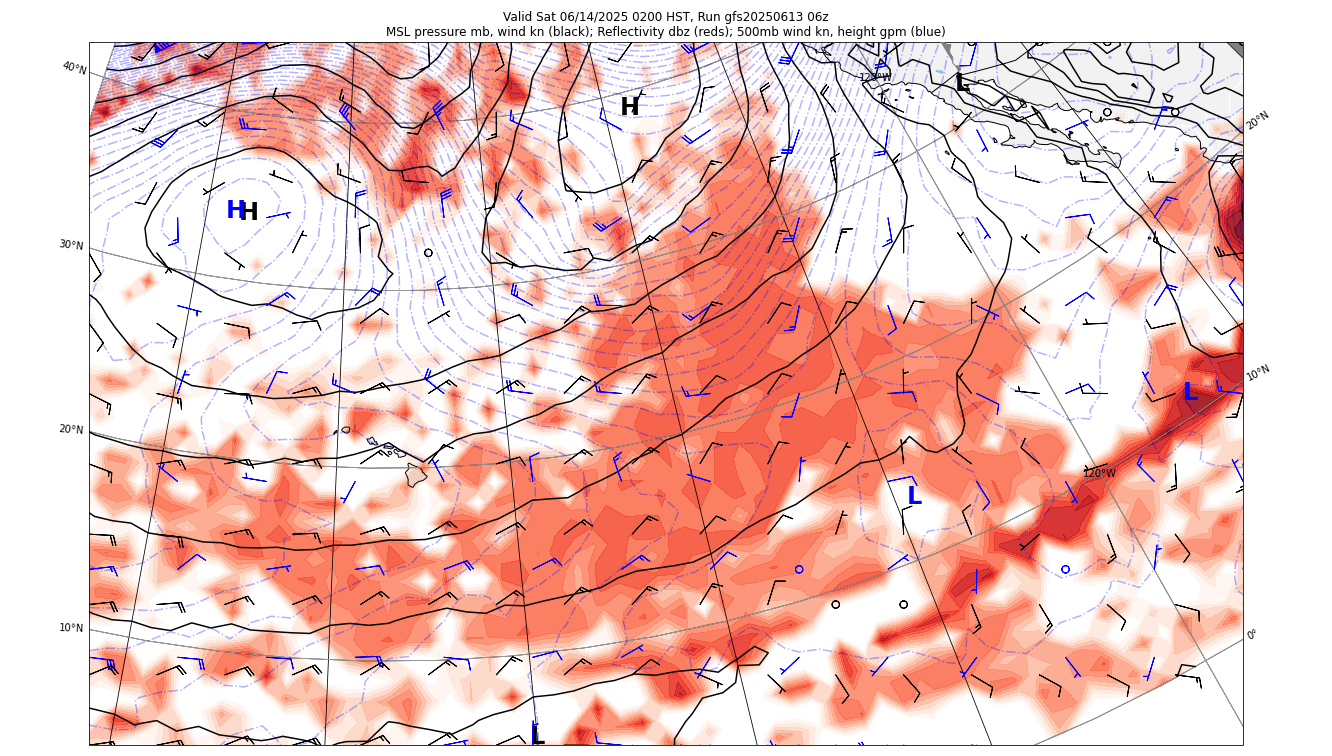 Valid Sat 06/14/2025 0200 HST, Run gfs20250613 06z
MSL pressure mb, wind kn (black); Reflectivity dbz (reds); 500mb wind kn, height gpm (blue)
40°N
120°W
L
20°N
H
H
H
30°N
10°N
L
20°N
120°W
L
10°N
0°
L